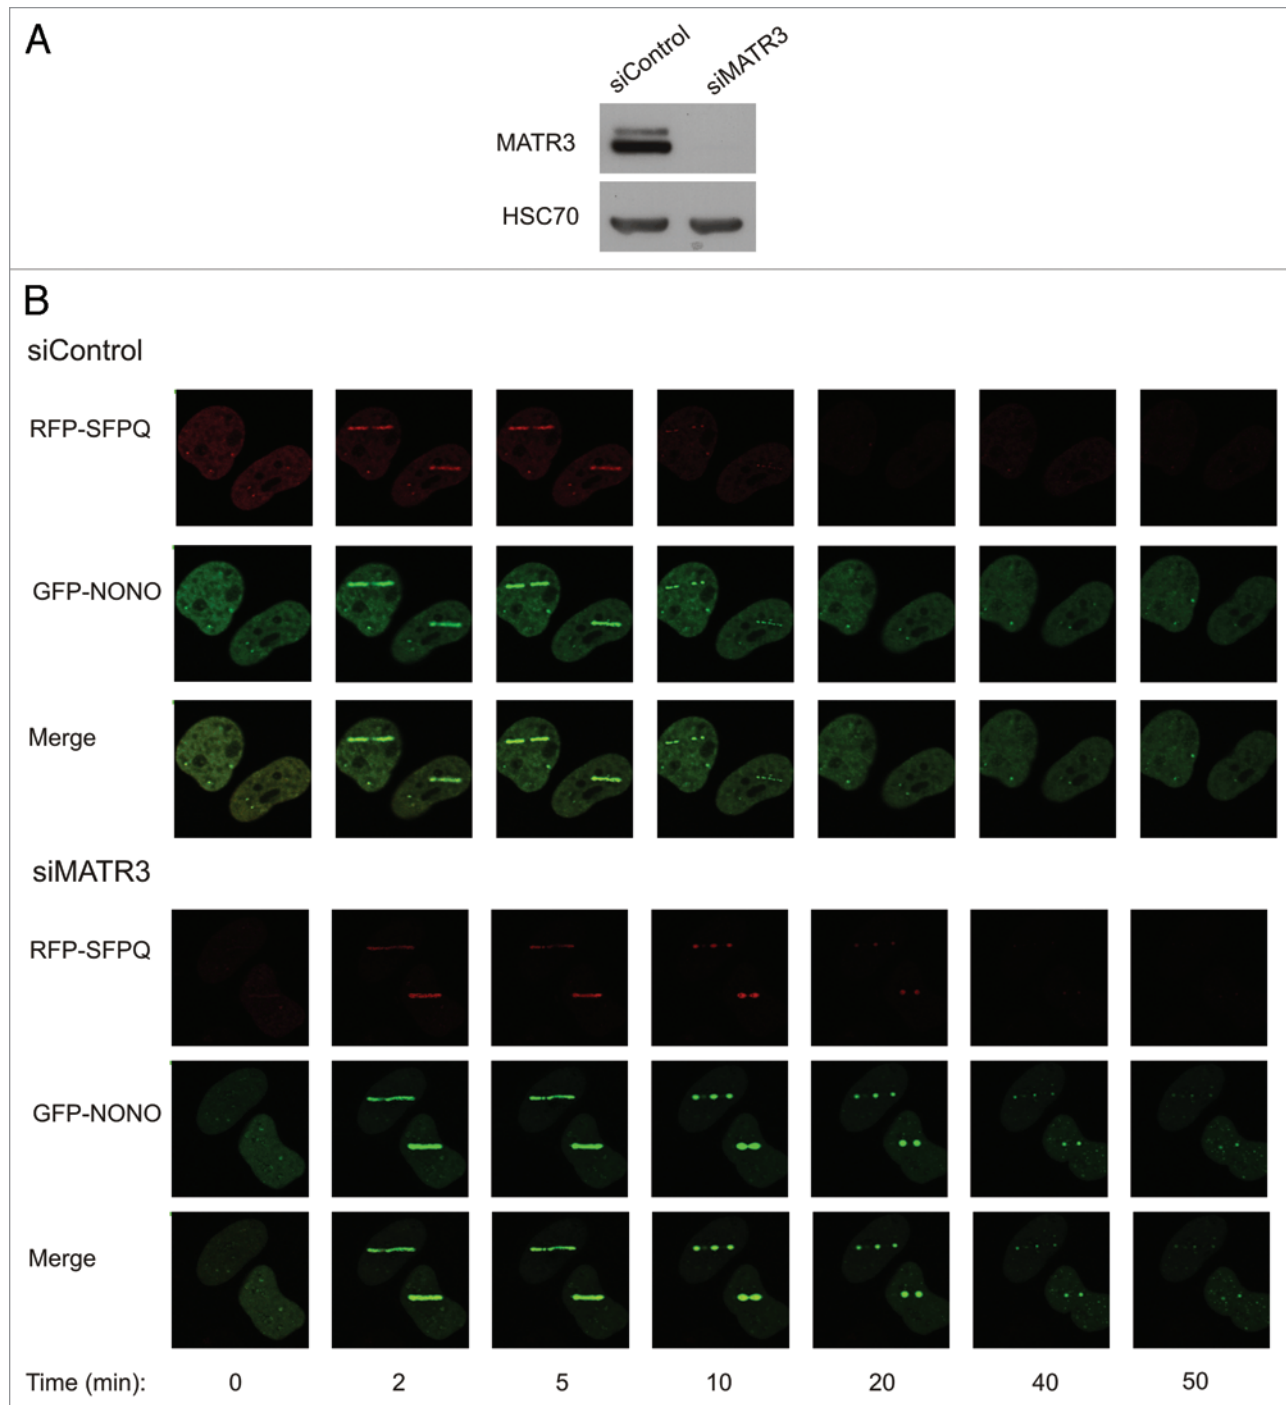 A
siControl
siMATR3
MATR3
HSC70
B
siControl
RFP-SFPQ
GFP-NONO
Merge
siMATR3
RFP-SFPQ
GFP-NONO
Merge
Time (min): 0 2 5 10 20 40 50